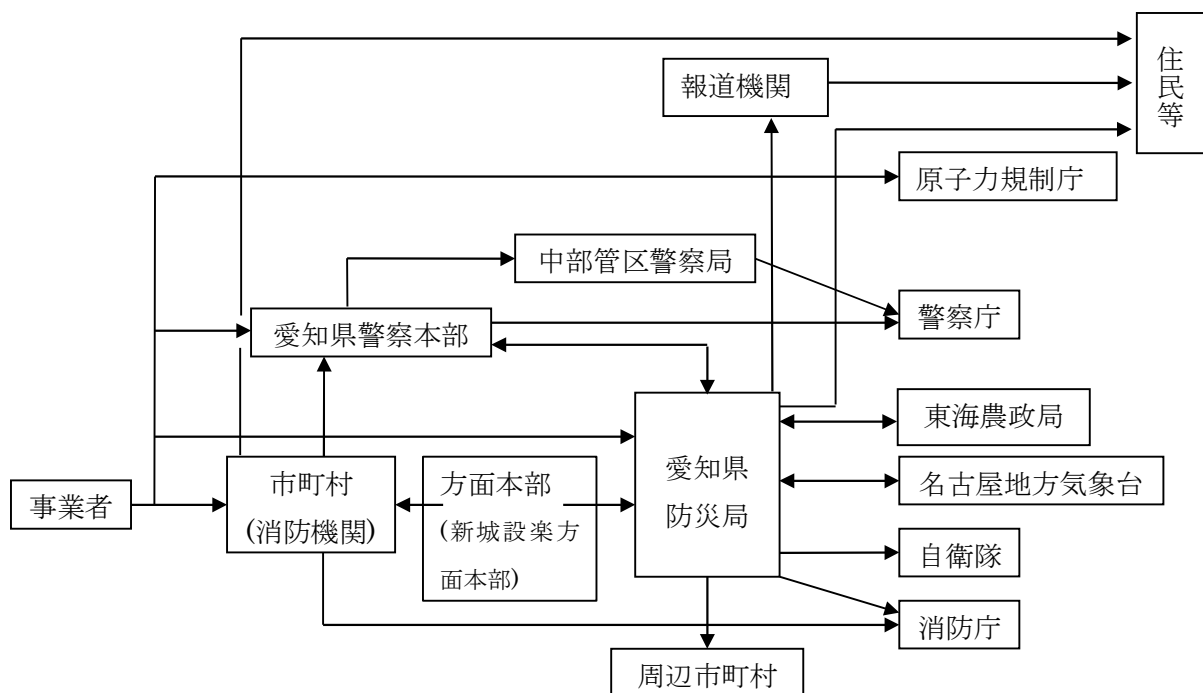 住民等
報道機関
原子力規制庁
中部管区警察局
警察庁
愛知県警察本部
東海農政局
愛知県
防災局
市町村
(消防機関)
方面本部
(新城設楽方
面本部)
名古屋地方気象台
事業者
自衛隊
消防庁
周辺市町村